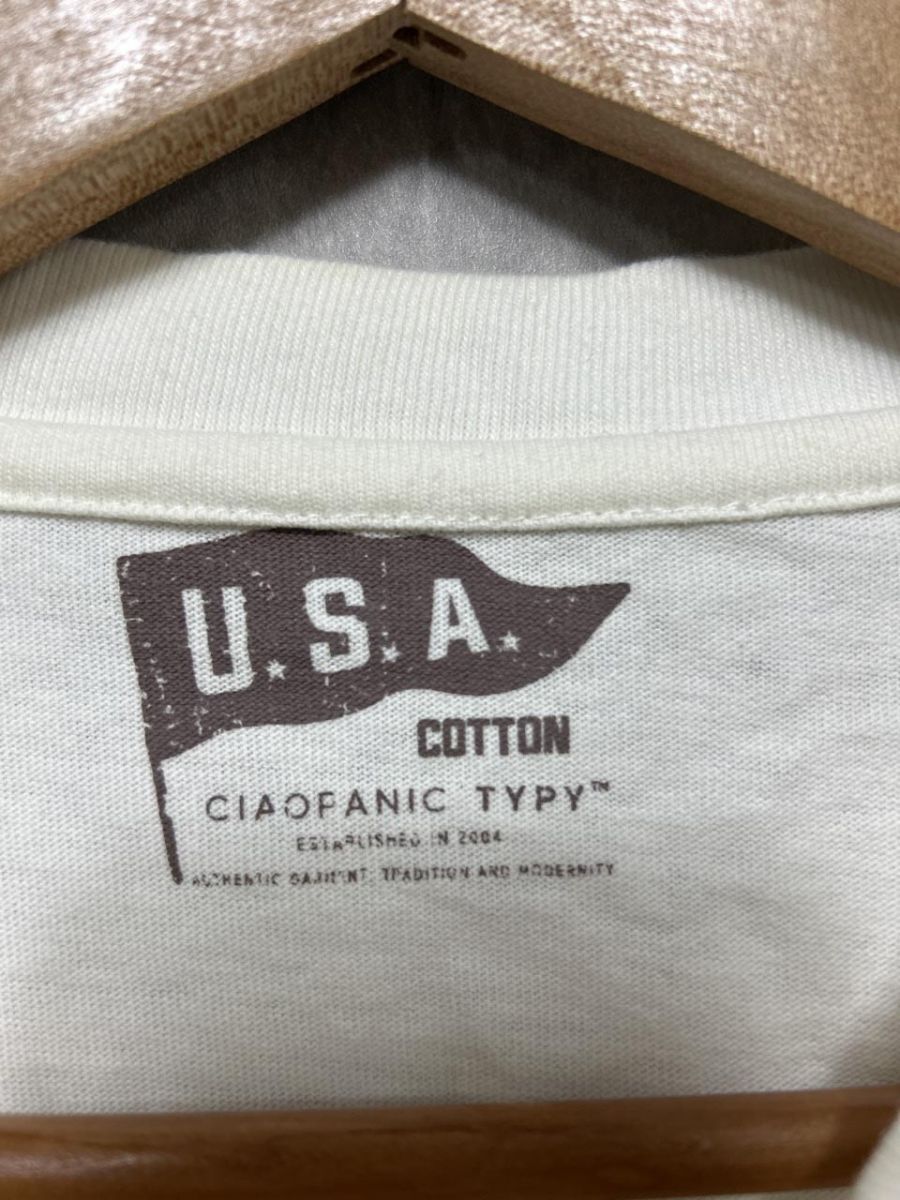 U.S.A.
COTTON
CIAOPANIC TYPY™
ESTABLISHED IN 2004
AUTHENTIC GARMENT, TRADITION AND MODERNITY